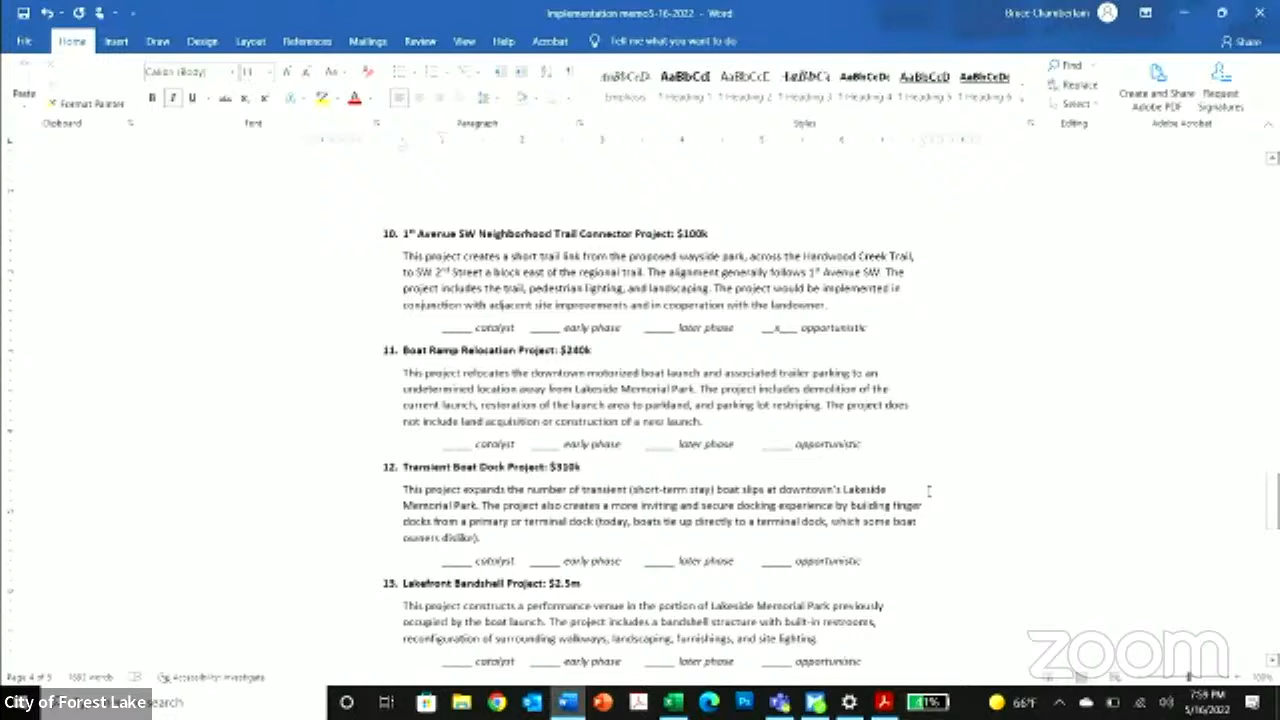 Implementation memo5-16-2022 - Word
Bruce Chamberlain
File Home Insert Draw Design Layout References Mailings Review View Help Acrobat Tell me what you want to do
Share
Paste
Format Painter
Calibri (Body) 11
Find
Replace
Select
Create and Share Adobe PDF
Request Signatures
Emphasis Heading 1 Heading 2 Heading 3 Heading 4 Heading 5 Heading 6
Clipboard Font Paragraph Styles Editing Adobe Acrobat
10. 1st Avenue SW Neighborhood Trail Connector Project: $100k
This project creates a short trail link from the proposed wayside park, across the Hardwood Creek Trail,
to SW 2nd Street a block east of the regional trail. The alignment generally follows 1st Avenue SW. The
project includes the trail, pedestrian lighting, and landscaping. The project would be implemented in
conjunction with adjacent site improvements and in cooperation with the landowner.
_____ catalyst _____ early phase _____ later phase __x___ opportunistic
11. Boat Ramp Relocation Project: $240k
This project relocates the downtown motorized boat launch and associated trailer parking to an
undetermined location away from Lakeside Memorial Park. The project includes demolition of the
current launch, restoration of the launch area to parkland, and parking lot restriping. The project does
not include land acquisition or construction of a new launch.
_____ catalyst _____ early phase _____ later phase _____ opportunistic
12. Transient Boat Dock Project: $310k
This project expands the number of transient (short-term stay) boat slips at downtown's Lakeside
Memorial Park. The project also creates a more inviting and secure docking experience by building finger
docks from a primary or terminal dock (today, boats tie up directly to a terminal dock, which some boat
owners dislike).
_____ catalyst _____ early phase _____ later phase _____ opportunistic
13. Lakefront Bandshell Project: $2.5m
This project constructs a performance venue in the portion of Lakeside Memorial Park previously
occupied by the boat launch. The project includes a bandshell structure with built-in restrooms,
reconfiguration of surrounding walkways, landscaping, furnishings, and site lighting.
_____ catalyst _____ early phase _____ later phase _____ opportunistic
zoom
Accessibility: Investigate
100%
City of Forest Lake
search
41%
66°F
7:59 PM
5/16/2022